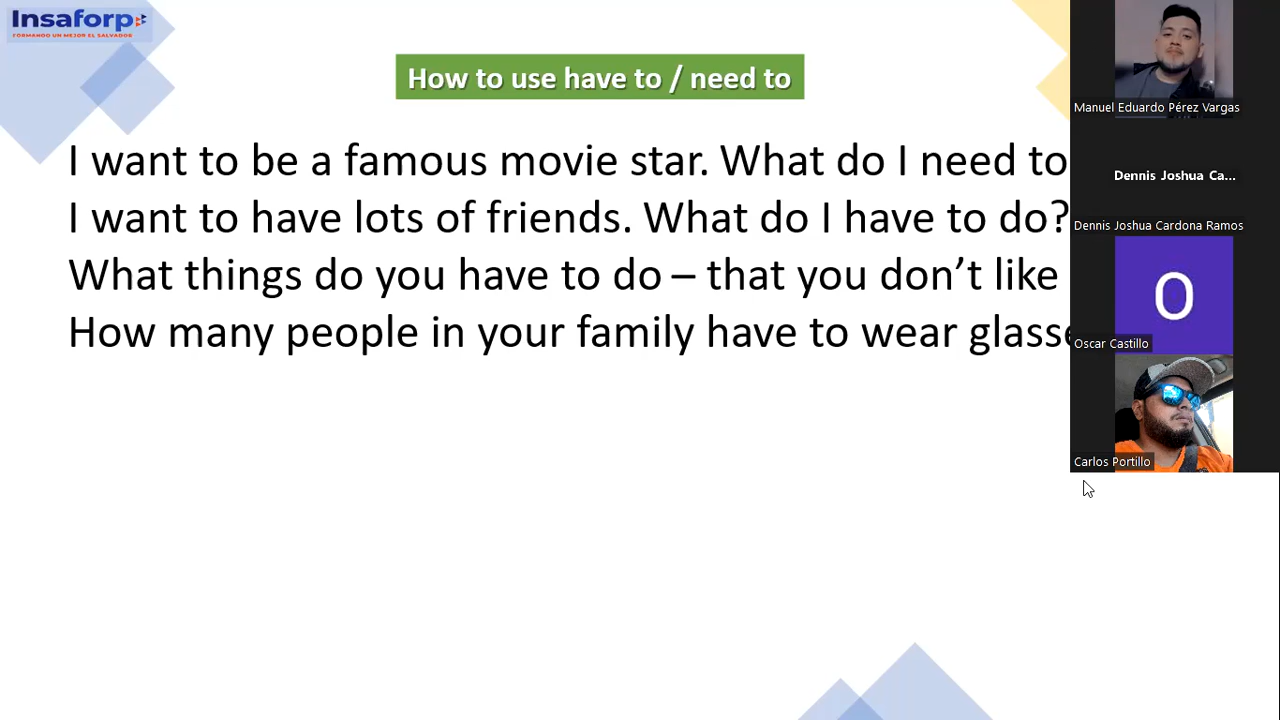 Insaforp
FORMANDO UN MEJOR EL SALVADOR
How to use have to / need to
I want to be a famous movie star. What do I need to
I want to have lots of friends. What do I have to do?
What things do you have to do – that you don't like
How many people in your family have to wear
Manuel Eduardo Pérez Vargas
Dennis Joshua Ca...
Dennis Joshua Cardona Ramos
O
Oscar Castillo
Carlos Portillo